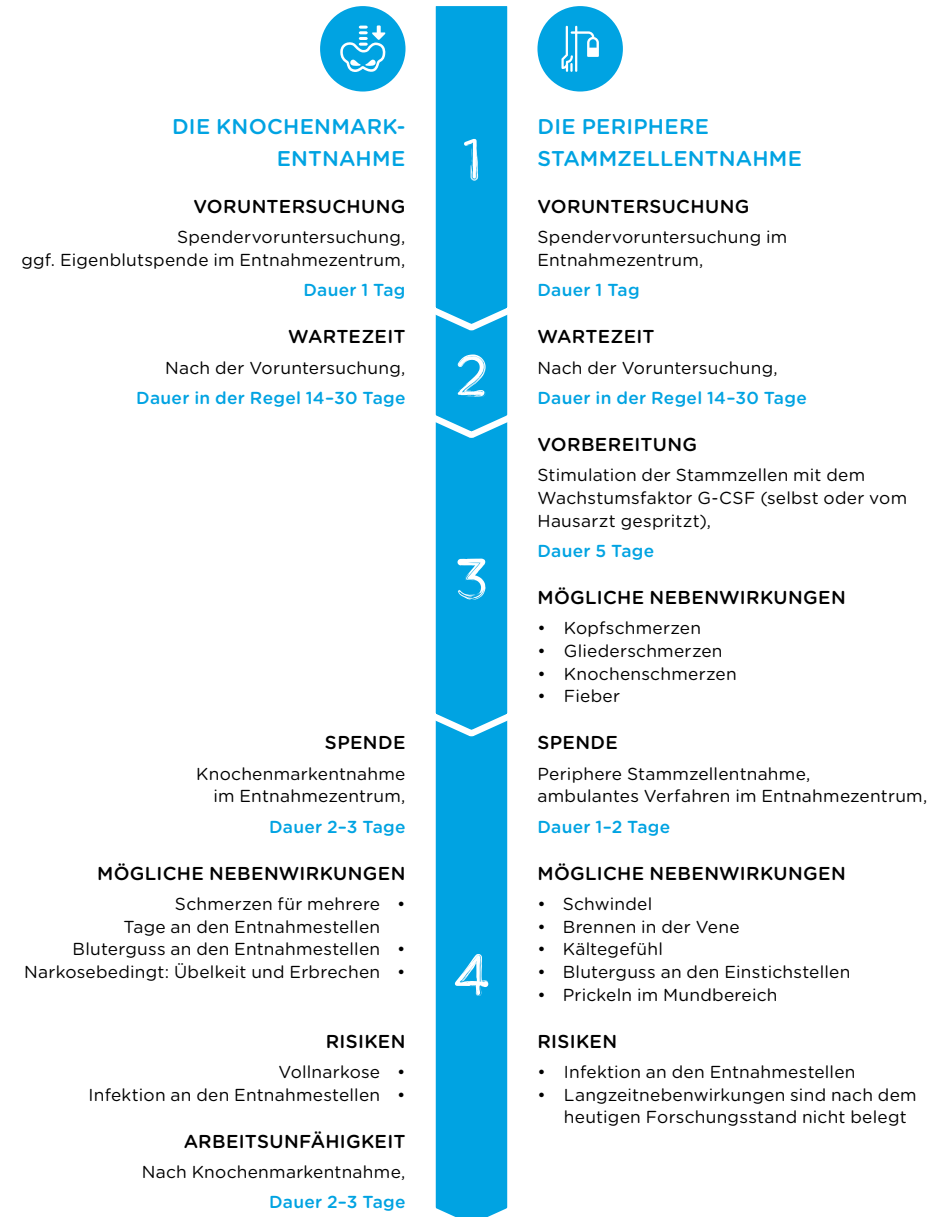 DIE KNOCHENMARK-
ENTNAHME
VORUNTERSUCHUNG
Spendervoruntersuchung,
ggf. Eigenblutspende im Entnahmezentrum,
Dauer 1 Tag
WARTEZEIT
Nach der Voruntersuchung,
Dauer in der Regel 14–30 Tage
SPENDE
Knochenmarkentnahme
im Entnahmezentrum,
Dauer 2–3 Tage
MÖGLICHE NEBENWIRKUNGEN
Schmerzen für mehrere •
Tage an den Entnahmestellen
Bluterguss an den Entnahmestellen •
Narkosebedingt: Übelkeit und Erbrechen •
RISIKEN
Vollnarkose •
Infektion an den Entnahmestellen •
ARBEITSUNFÄHIGKEIT
Nach Knochenmarkentnahme,
Dauer 2–3 Tage
1
2
3
4
DIE PERIPHERE
STAMMZELLENTNAHME
VORUNTERSUCHUNG
Spendervoruntersuchung im
Entnahmezentrum,
Dauer 1 Tag
WARTEZEIT
Nach der Voruntersuchung,
Dauer in der Regel 14–30 Tage
VORBEREITUNG
Stimulation der Stammzellen mit dem
Wachstumsfaktor G-CSF (selbst oder vom
Hausarzt gespritzt),
Dauer 5 Tage
MÖGLICHE NEBENWIRKUNGEN
• Kopfschmerzen
• Gliederschmerzen
• Knochenschmerzen
• Fieber
SPENDE
Periphere Stammzellentnahme,
ambulantes Verfahren im Entnahmezentrum,
Dauer 1–2 Tage
MÖGLICHE NEBENWIRKUNGEN
• Schwindel
• Brennen in der Vene
• Kältegefühl
• Bluterguss an den Einstichstellen
• Prickeln im Mundbereich
RISIKEN
• Infektion an den Entnahmestellen
• Langzeitnebenwirkungen sind nach dem
heutigen Forschungsstand nicht belegt